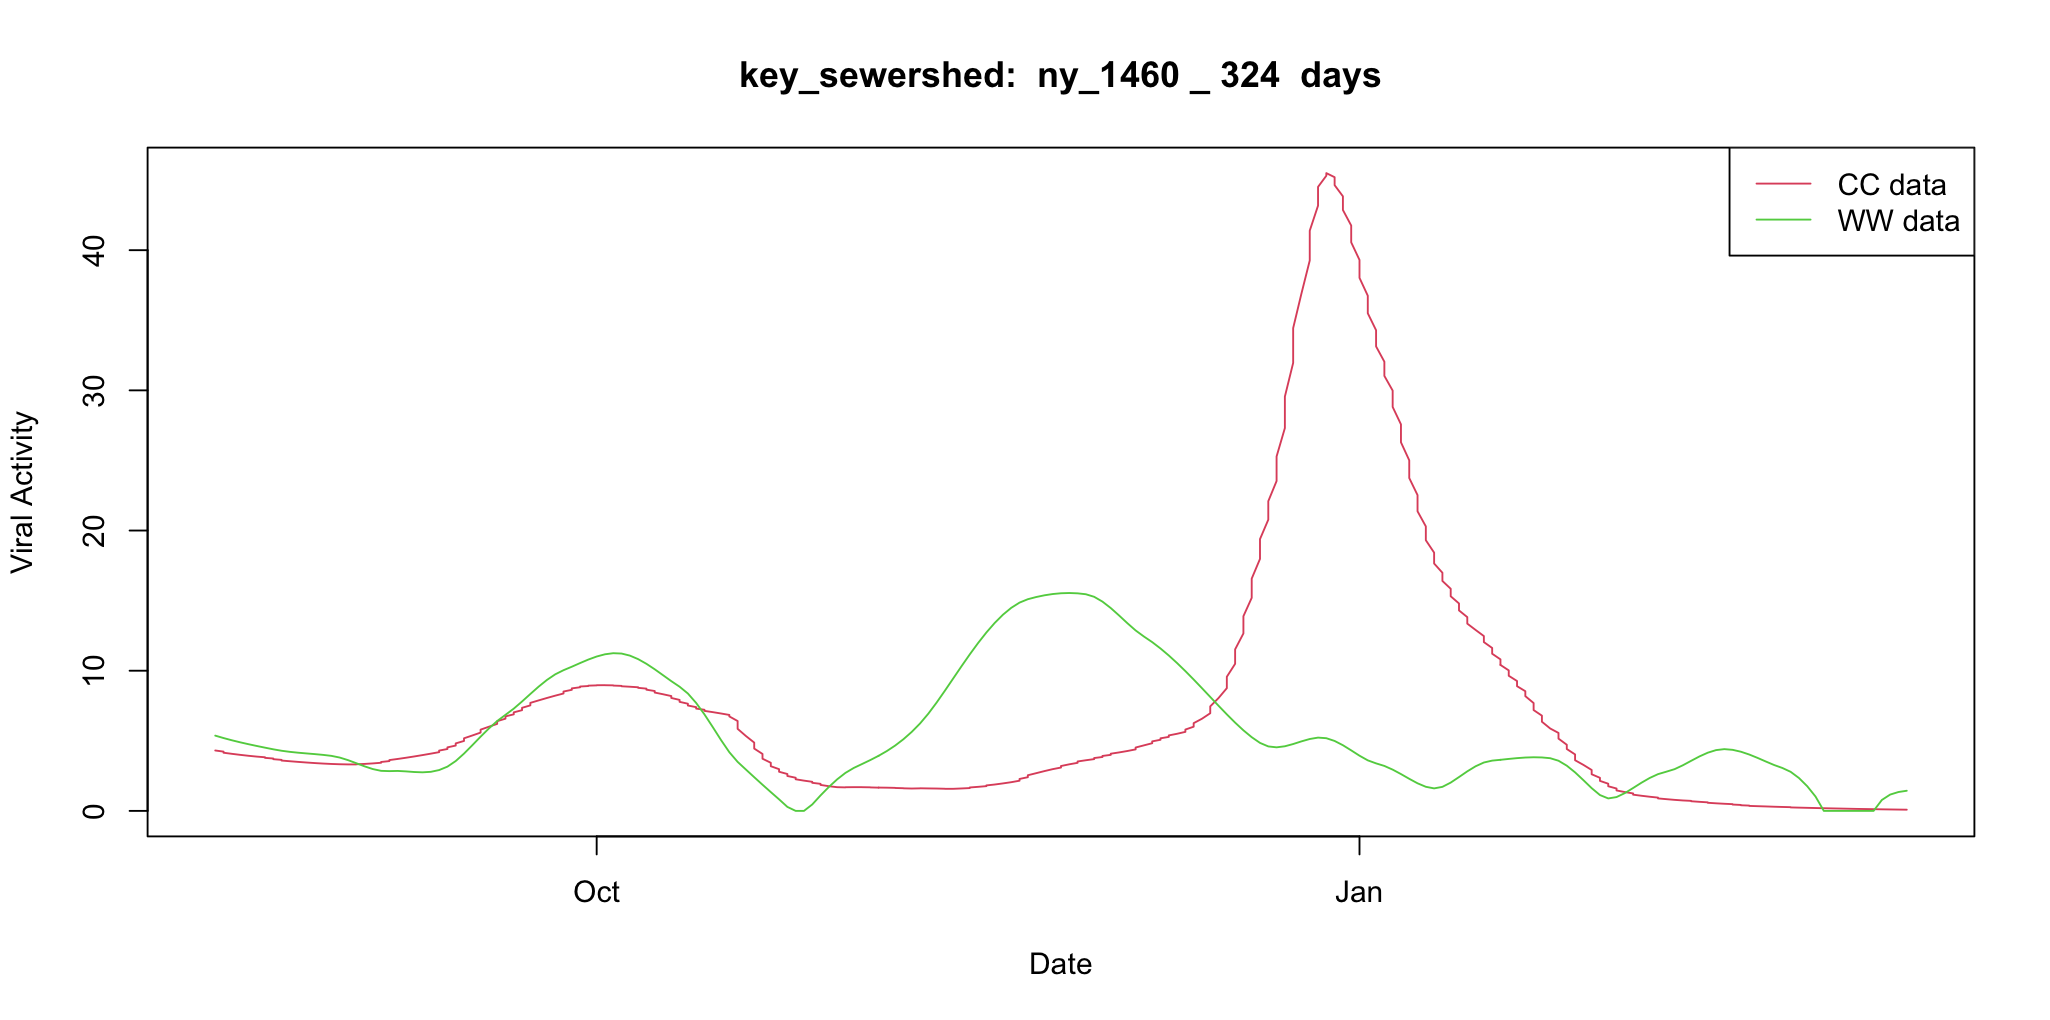 key_sewershed:  ny_1460 _ 324  days
CC data
WW data
Viral Activity
40
30
20
10
0
Oct
Jan
Date